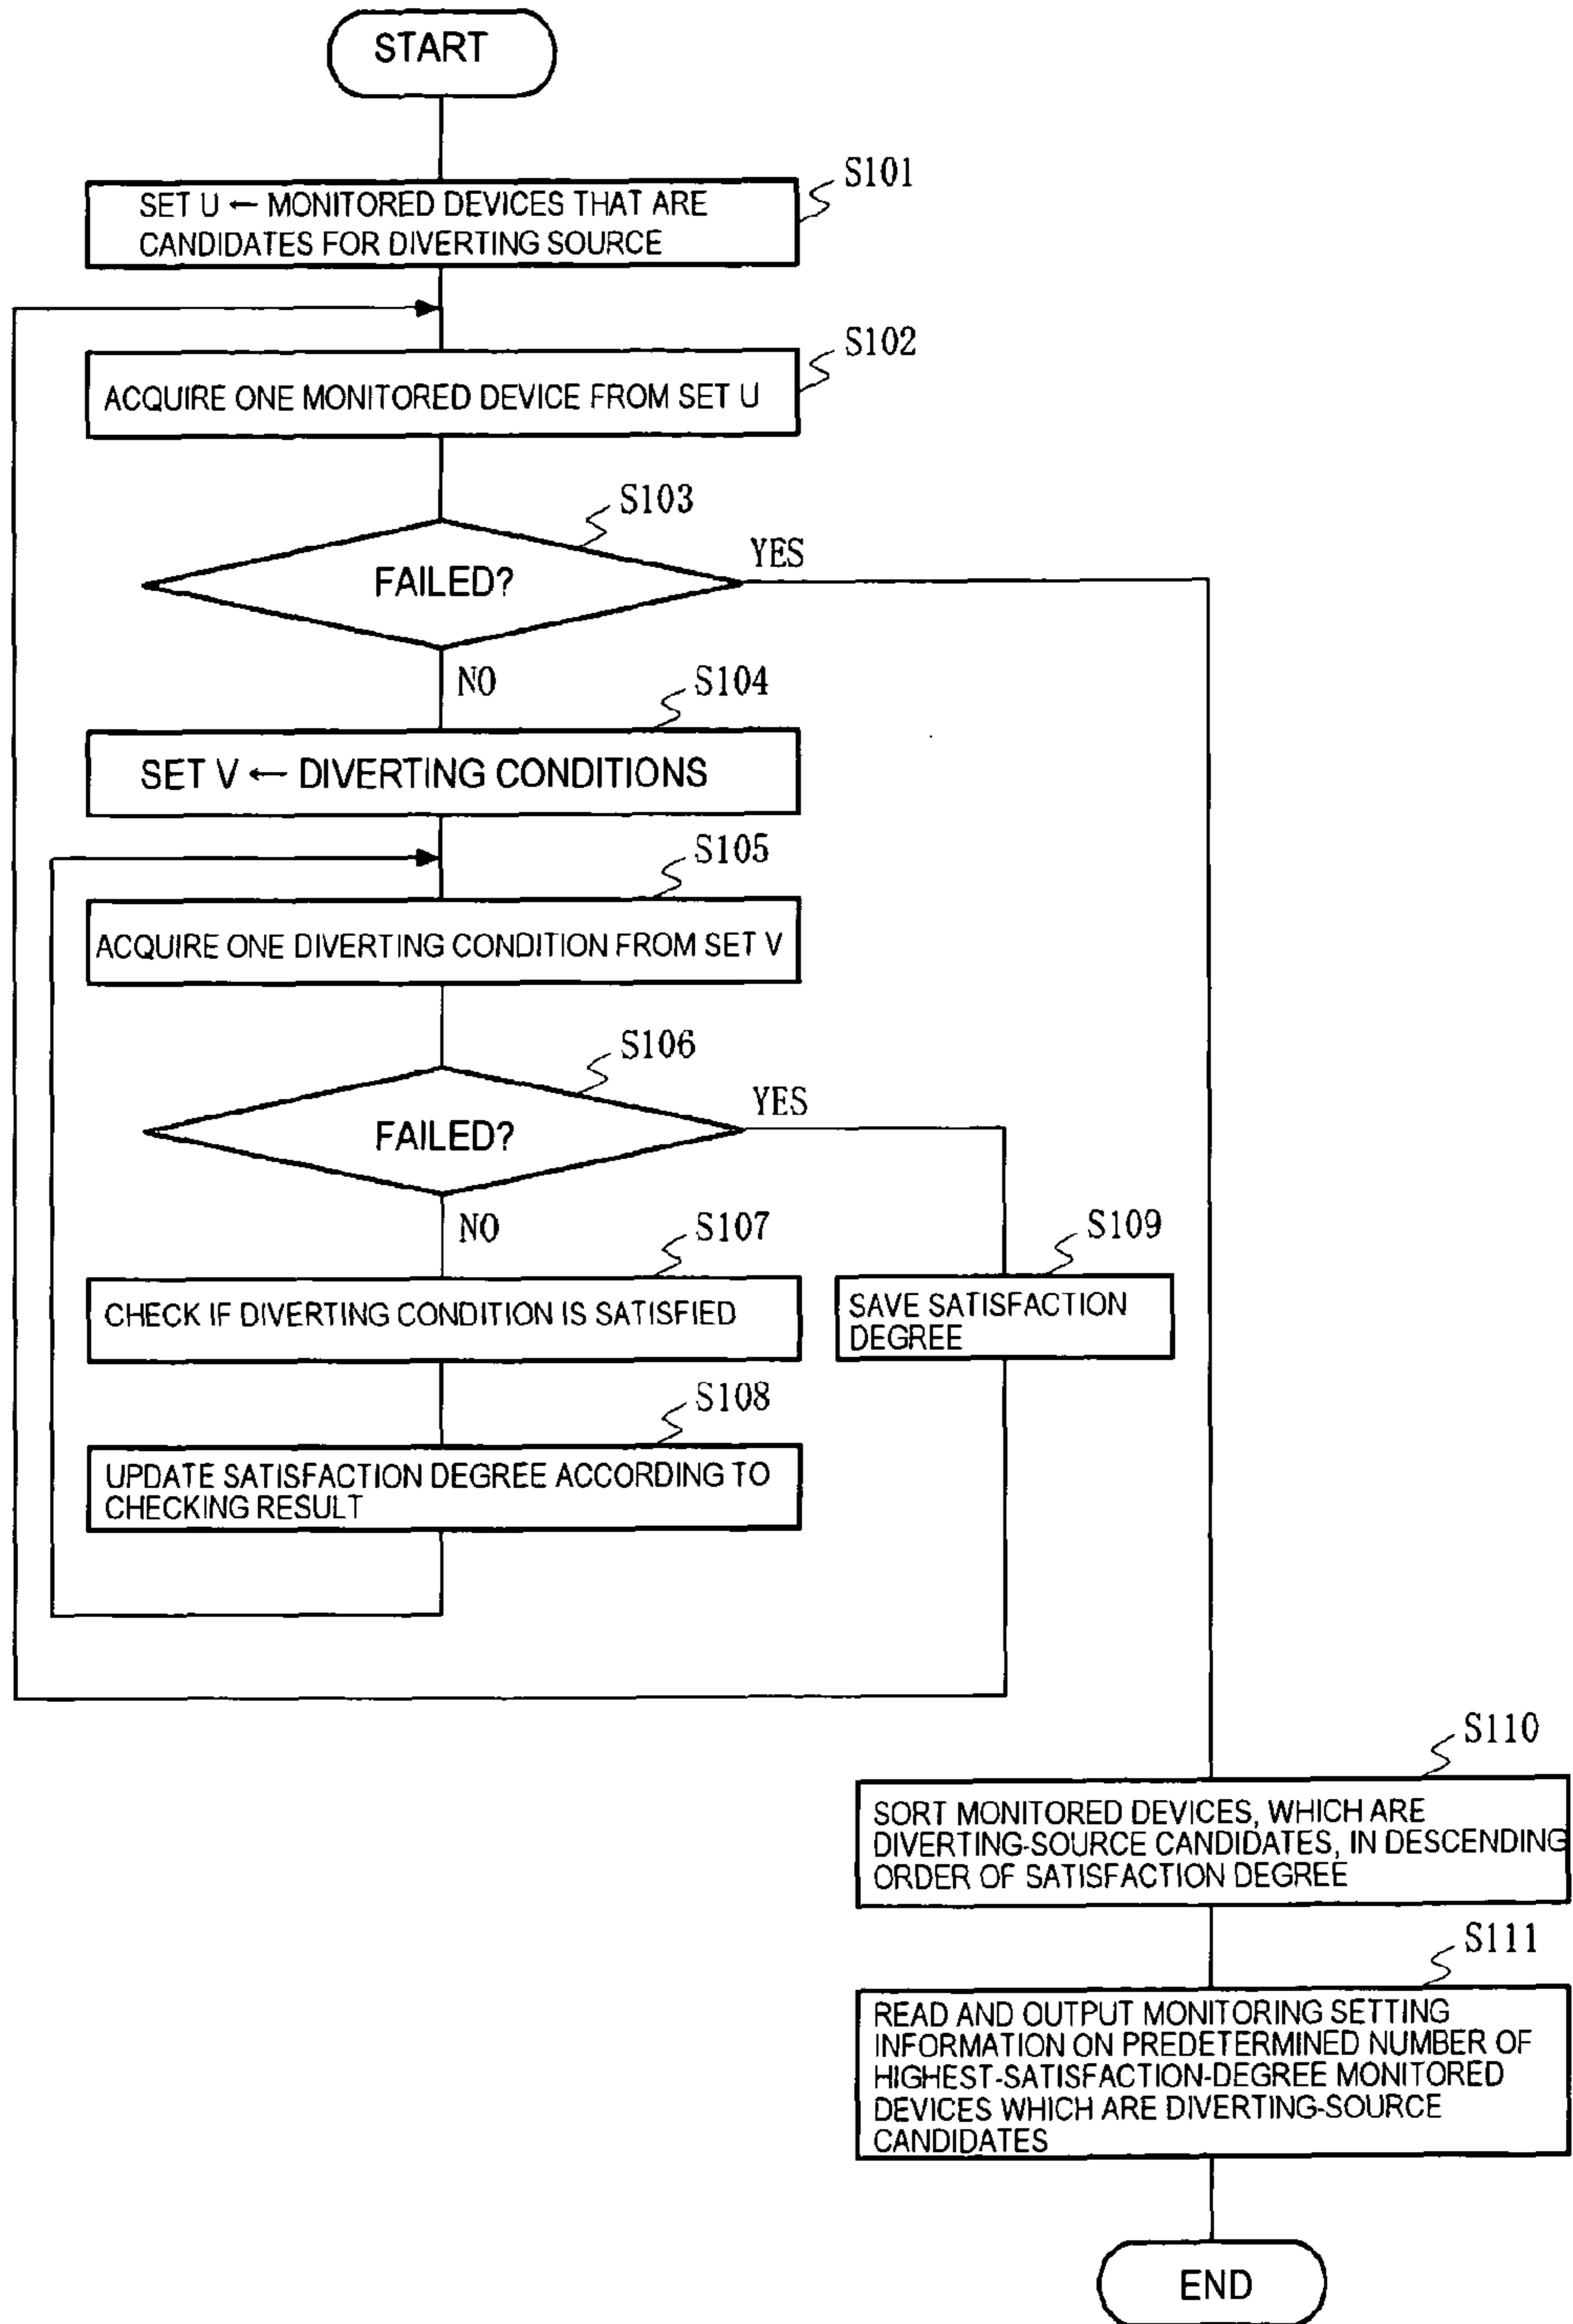 START
S101
SET U ← MONITORED DEVICES THAT ARE
CANDIDATES FOR DIVERTING SOURCE
S102
ACQUIRE ONE MONITORED DEVICE FROM SET U
S103
YES
FAILED?
NO
S104
SET V ← DIVERTING CONDITIONS
S105
ACQUIRE ONE DIVERTING CONDITION FROM SET V
S106
YES
FAILED?
NO
S107
CHECK IF DIVERTING CONDITION IS SATISFIED
S109
SAVE SATISFACTION
DEGREE
S108
UPDATE SATISFACTION DEGREE ACCORDING TO
CHECKING RESULT
S110
SORT MONITORED DEVICES, WHICH ARE
DIVERTING-SOURCE CANDIDATES, IN DESCENDING
ORDER OF SATISFACTION DEGREE
S111
READ AND OUTPUT MONITORING SETTING
INFORMATION ON PREDETERMINED NUMBER OF
HIGHEST-SATISFACTION-DEGREE MONITORED
DEVICES WHICH ARE DIVERTING-SOURCE
CANDIDATES
END